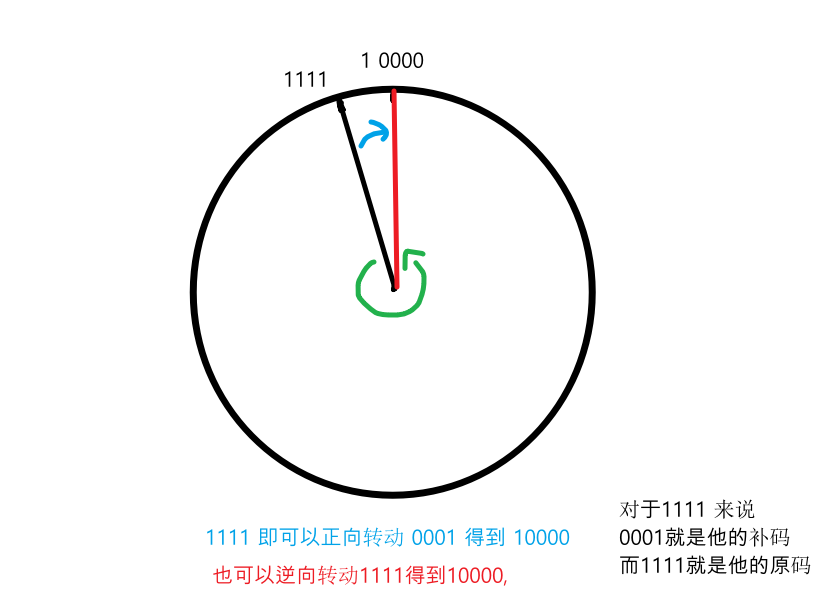 1 0000
1111
1111 即可以正向转动 0001 得到 10000
也可以逆向转动1111得到10000,
对于1111 来说
0001就是他的补码
而1111就是他的原码